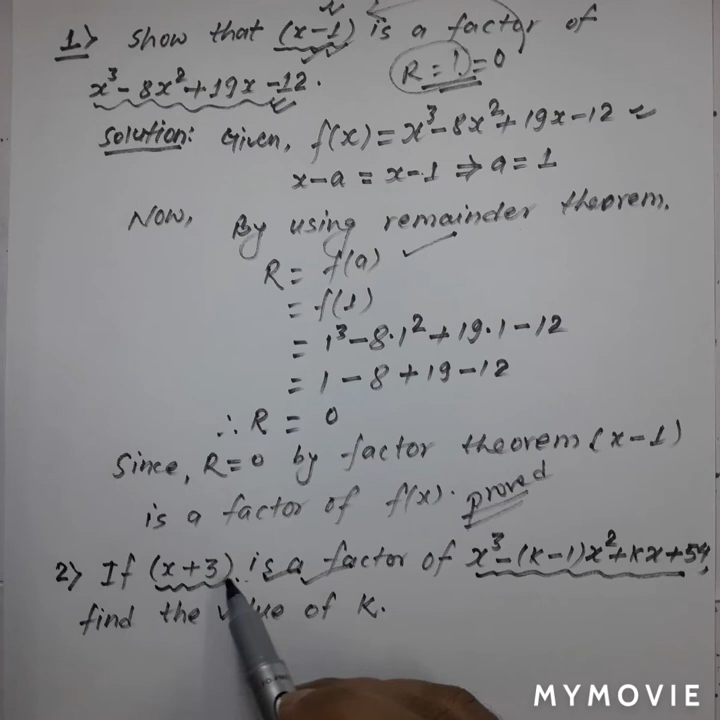 1) Show that (x-1) is a factor of
x³-8x²+19x-12. R=1=0
Solution: Given, f(x)=x³-8x²+19x-12
x-a = x-1 ⇒ a=1
Now, By using remainder theorem.
R = f(a)
= f(1)
= 1³-8·1²+19·1-12
= 1-8+19-12
∴ R = 0
Since, R=0 by factor theorem (x-1)
is a factor of f(x). proved
2) If (x+3) is a factor of x³-(k-1)x²+kx+54,
find the value of k.
MYMOVIE